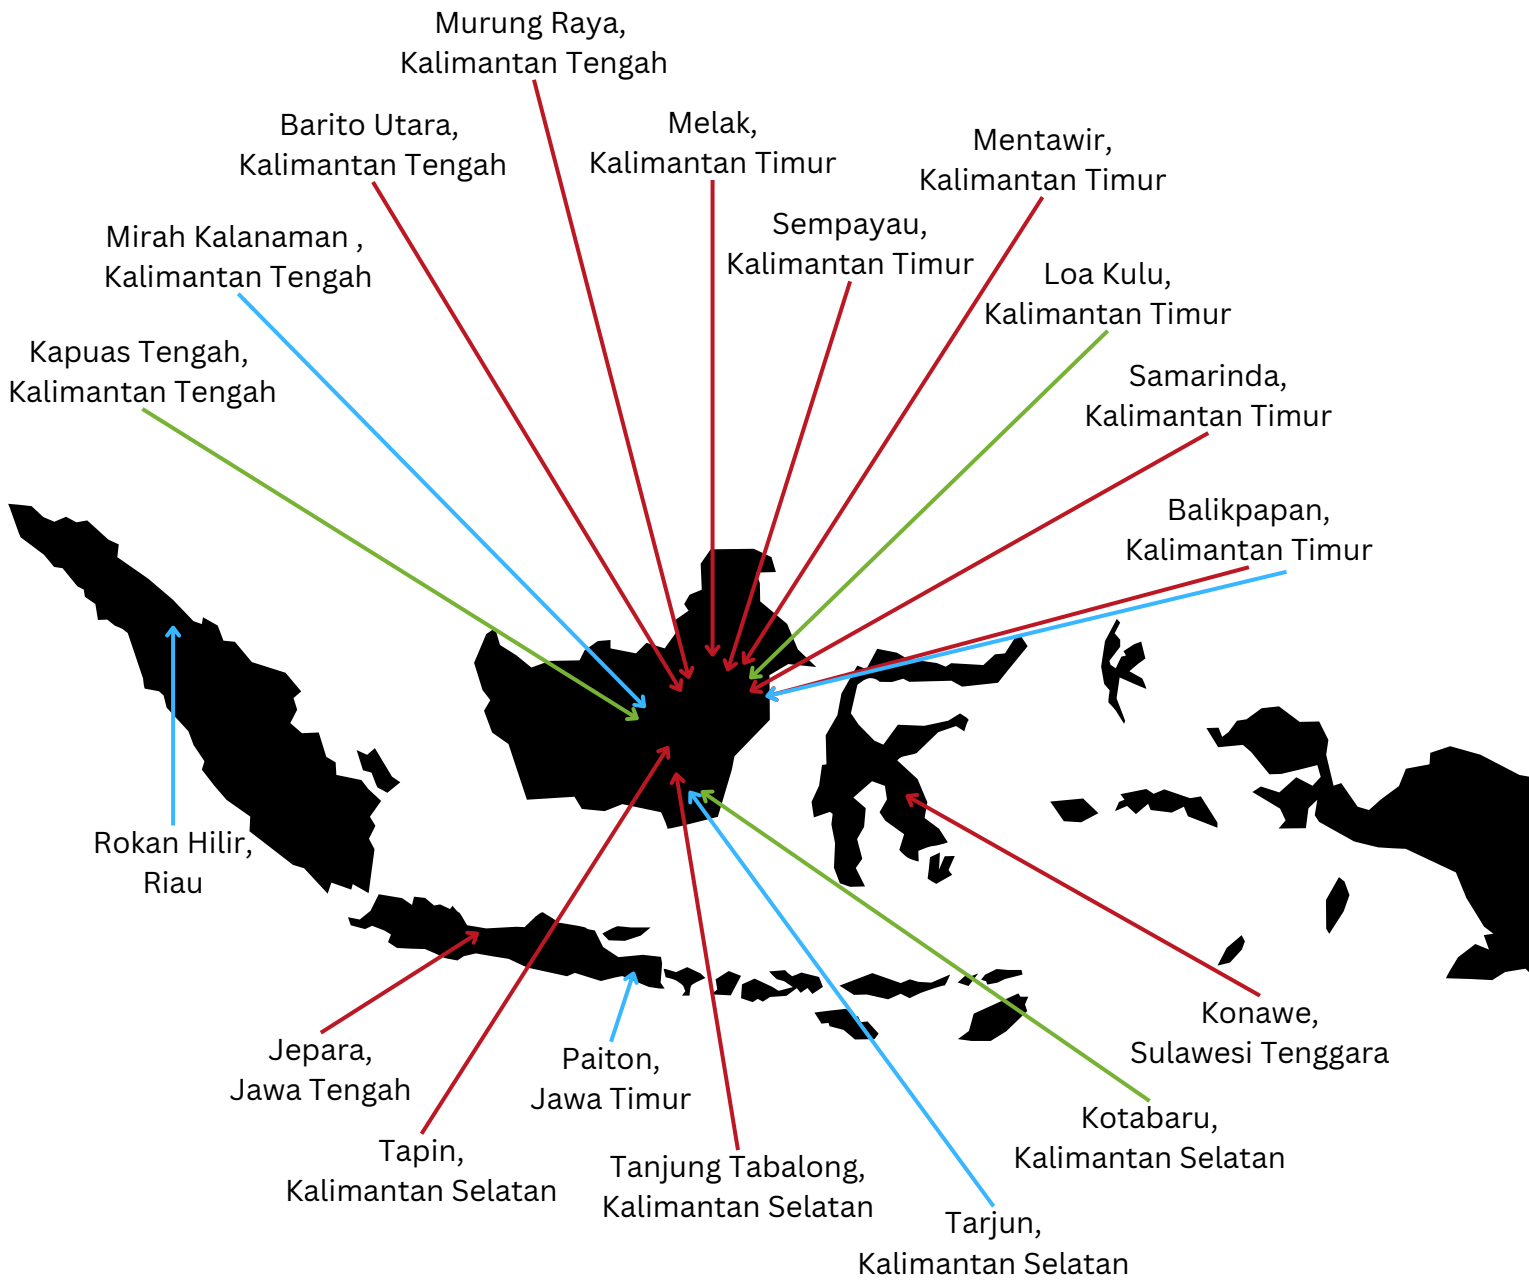 Murung Raya,
Kalimantan Tengah
Barito Utara,
Kalimantan Tengah
Melak,
Kalimantan Timur
Mentawir,
Kalimantan Timur
Mirah Kalanaman ,
Kalimantan Tengah
Sempayau,
Kalimantan Timur
Loa Kulu,
Kalimantan Timur
Kapuas Tengah,
Kalimantan Tengah
Samarinda,
Kalimantan Timur
Balikpapan,
Kalimantan Timur
Rokan Hilir,
Riau
Jepara,
Jawa Tengah
Paiton,
Jawa Timur
Konawe,
Sulawesi Tenggara
Tapin,
Kalimantan Selatan
Tanjung Tabalong,
Kalimantan Selatan
Kotabaru,
Kalimantan Selatan
Tarjun,
Kalimantan Selatan